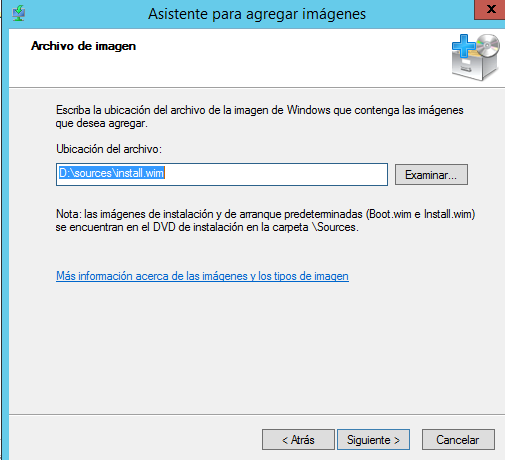 Asistente para agregar imágenes
x
Archivo de imagen
Escriba la ubicación del archivo de la imagen de Windows que contenga las imágenes
que desea agregar.
Ubicación del archivo:
D:\sources\install.wim
Examinar...
Nota: las imágenes de instalación y de arranque predeterminadas (Boot.wim e Install.wim)
se encuentran en el DVD de instalación en la carpeta \Sources.
Más información acerca de las imágenes y los tipos de imagen
< Atrás
Siguiente >
Cancelar